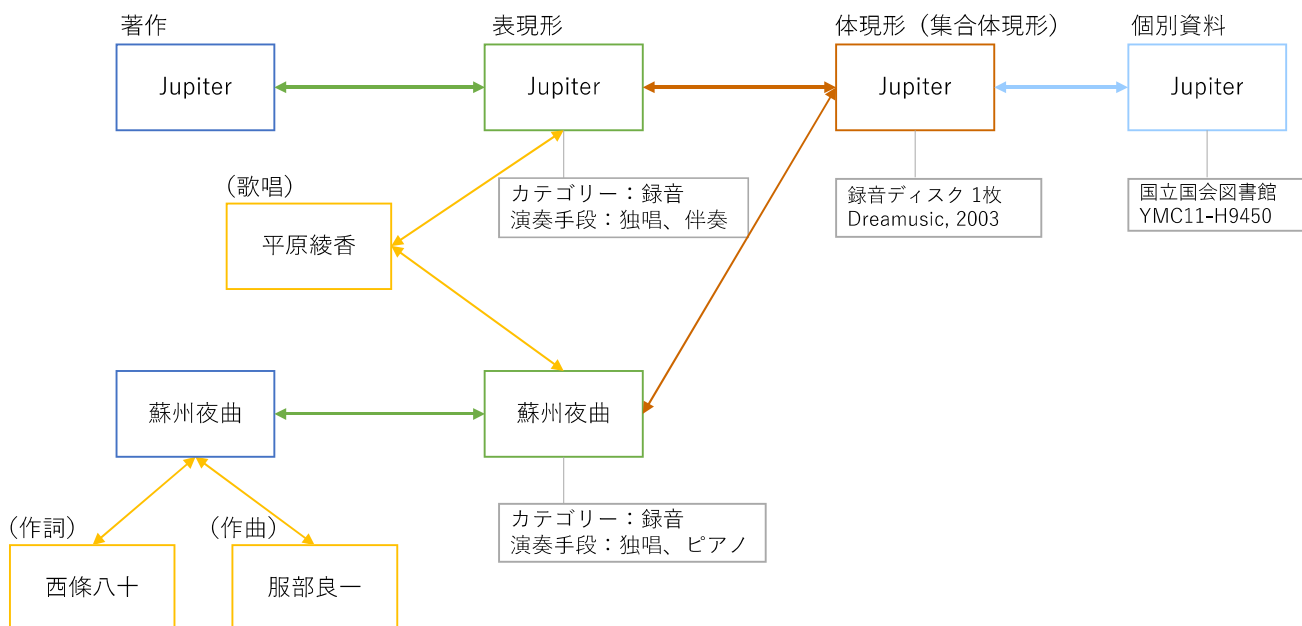 著作
表現形
体現形（集合体現形）
個別資料
Jupiter
Jupiter
Jupiter
Jupiter
（歌唱）
平原綾香
カテゴリー：録音
演奏手段：独唱、伴奏
録音ディスク 1枚
Dreamusic, 2003
国立国会図書館
YMC11-H9450
蘇州夜曲
蘇州夜曲
（作詞）
（作曲）
カテゴリー：録音
演奏手段：独唱、ピアノ
西條八十
服部良一